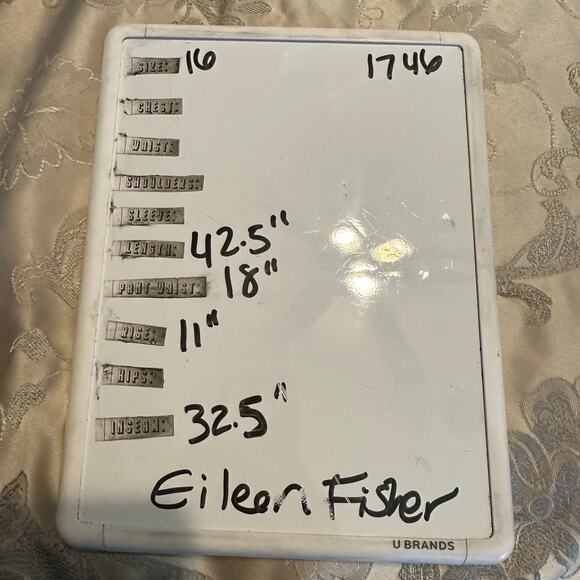 SIZE: 16 1746
CHEST:
WAIST:
SHOULDERS:
SLEEVE:
LENGTH: 42.5"
PANT WAIST: 18"
RISE: 11"
HIPS:
INSEAM: 32.5"
Eileen Fisher
U BRANDS